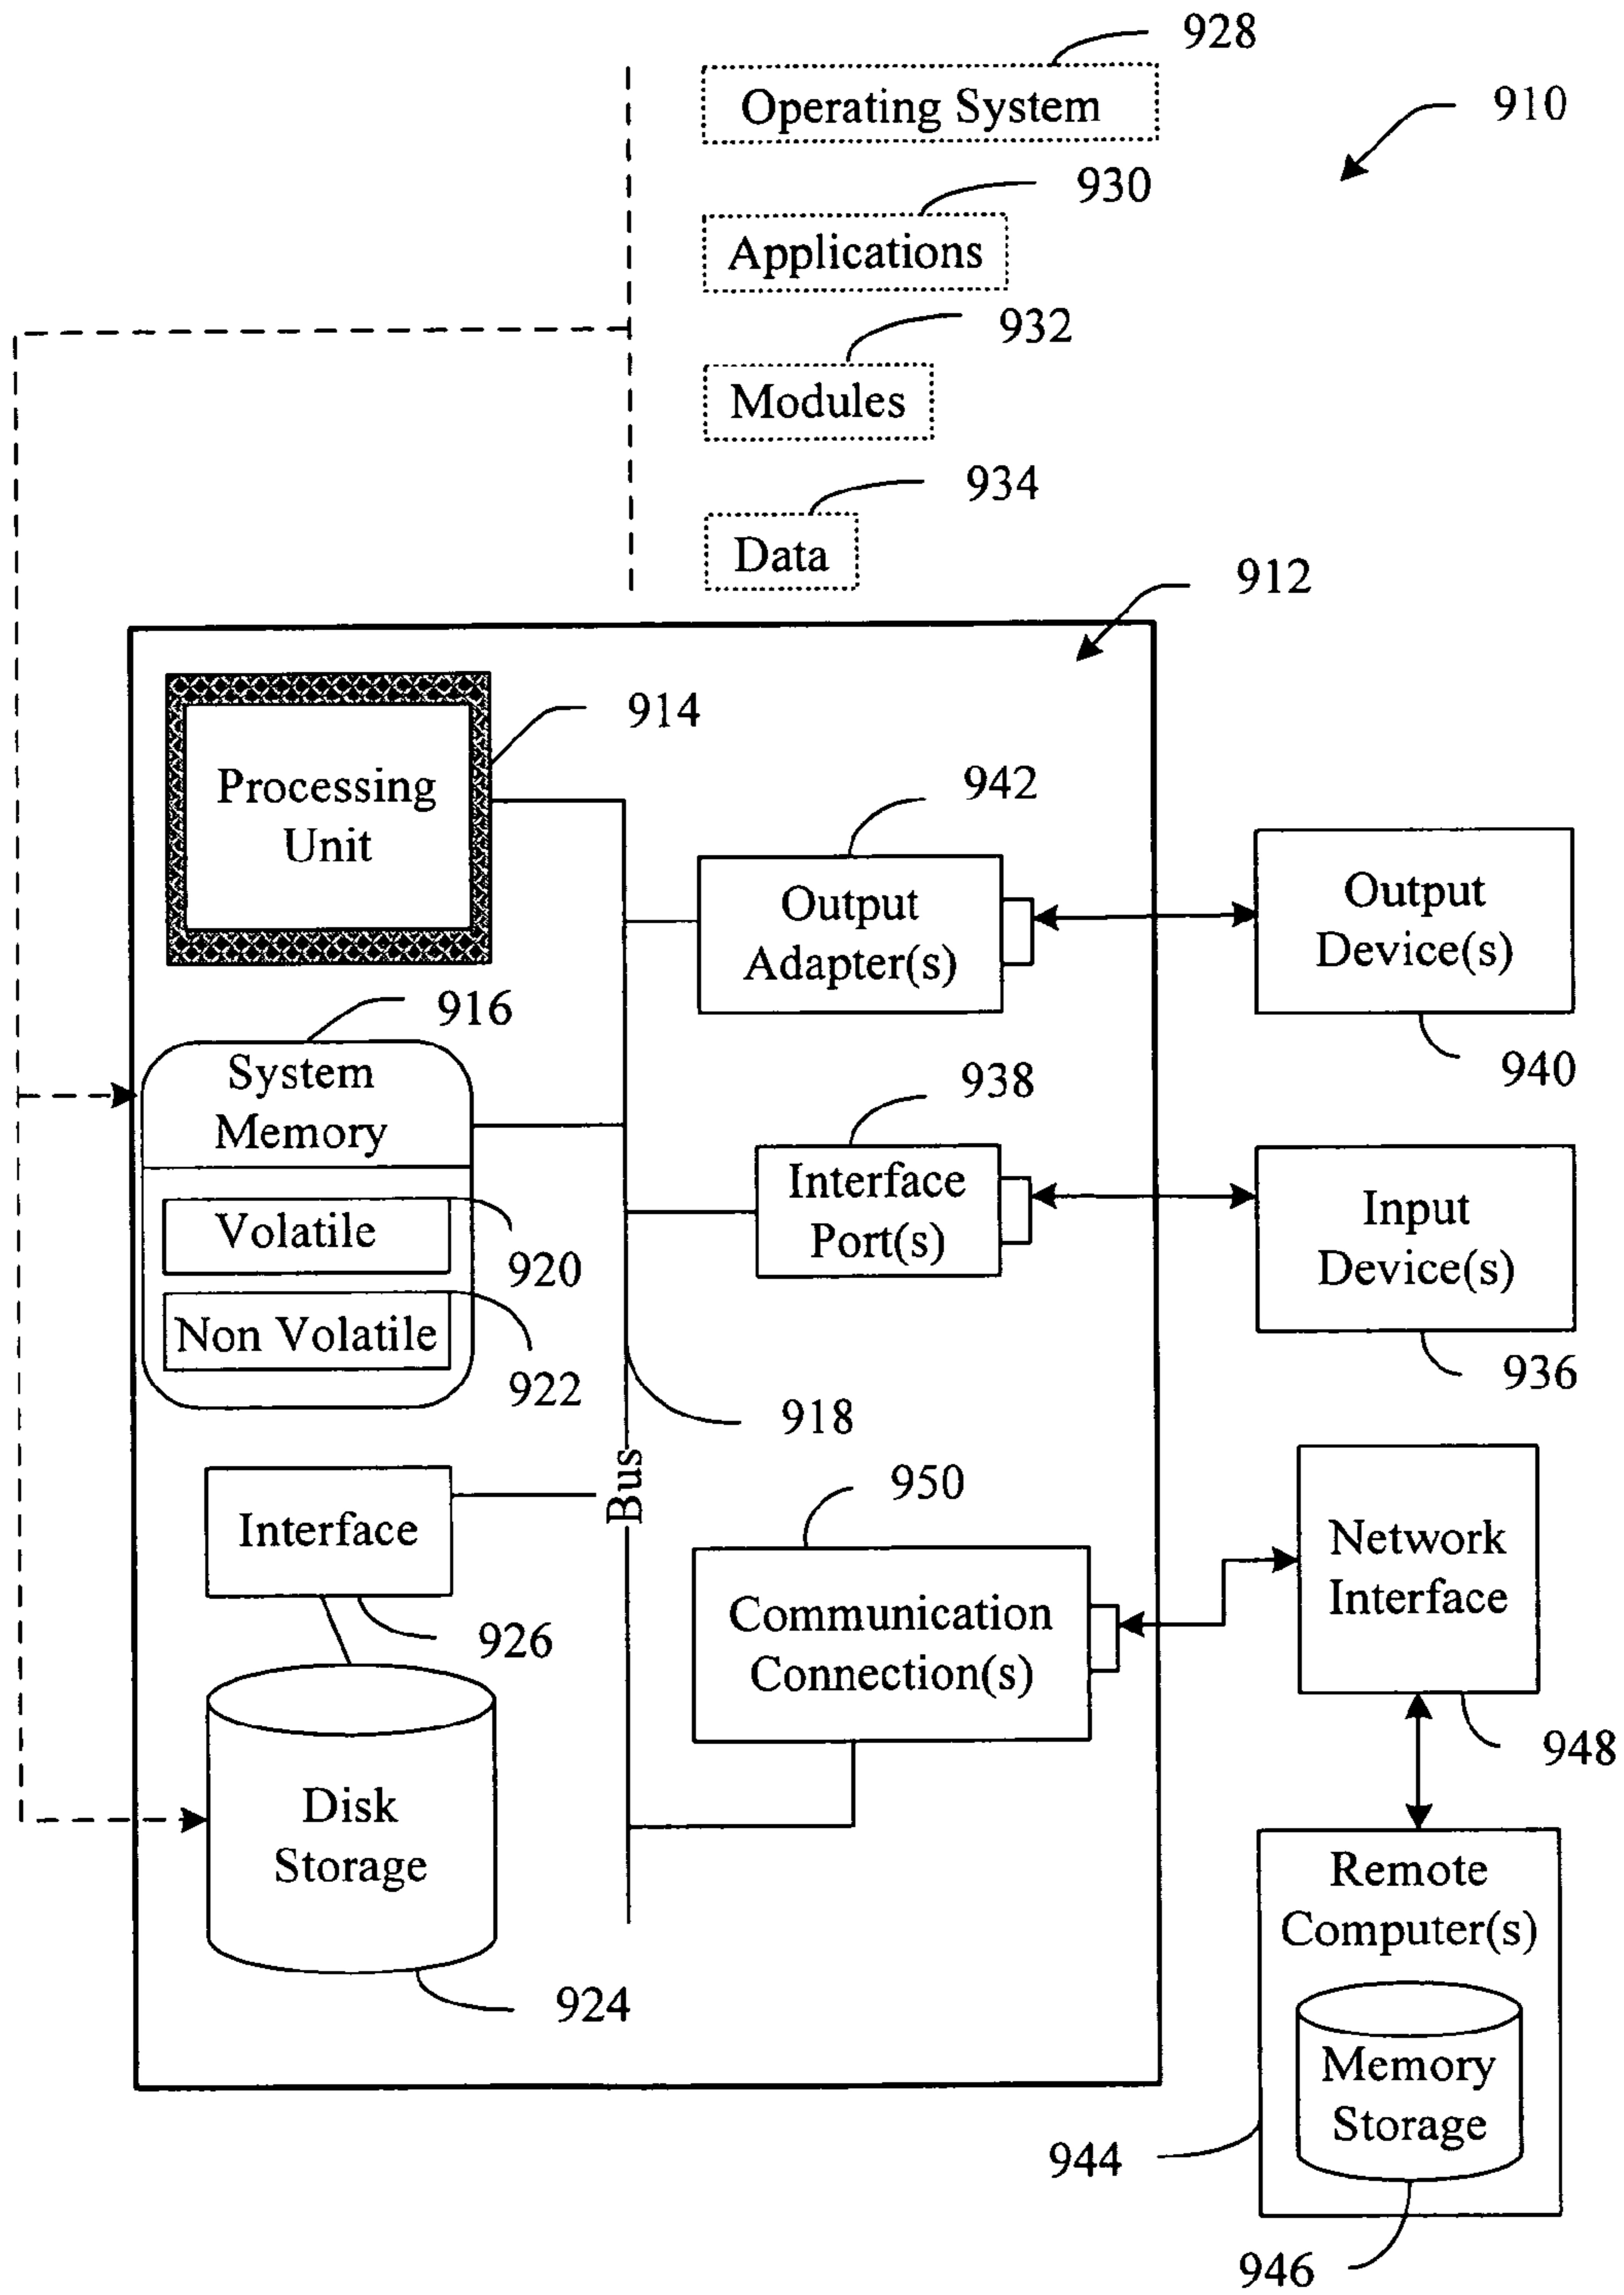 928
Operating System
910
930
Applications
932
Modules
934
Data
912
Processing
Unit
914
942
Output
Adapter(s)
Output
Device(s)
940
916
System
Memory
Volatile
920
Non Volatile
922
938
Interface
Port(s)
Input
Device(s)
936
918
Bus
Interface
926
950
Communication
Connection(s)
Network
Interface
948
Disk
Storage
924
Remote
Computer(s)
Memory
Storage
944
946